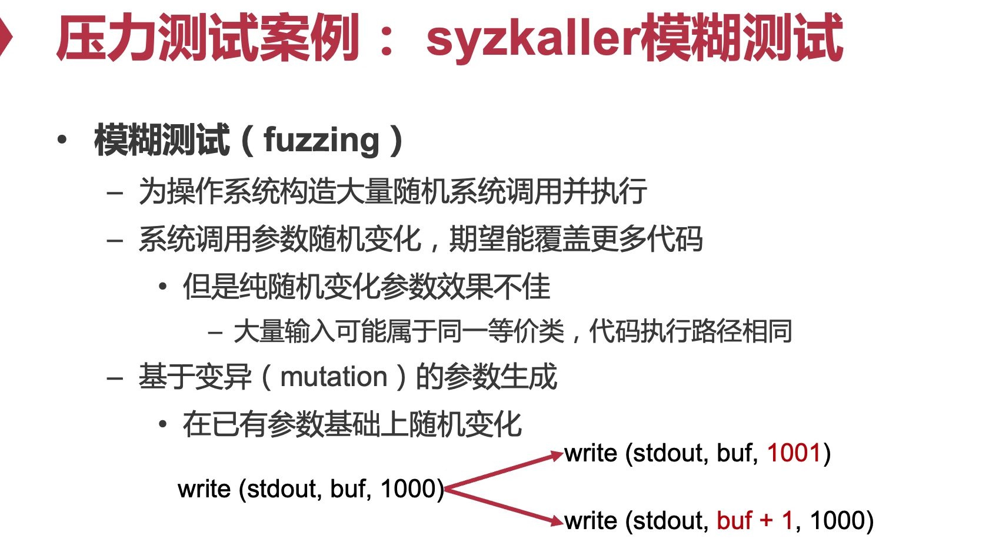 压力测试案例： syzkaller模糊测试
• 模糊测试（fuzzing）
– 为操作系统构造大量随机系统调用并执行
– 系统调用参数随机变化，期望能覆盖更多代码
• 但是纯随机变化参数效果不佳
– 大量输入可能属于同一等价类，代码执行路径相同
– 基于变异（mutation）的参数生成
• 在已有参数基础上随机变化
write (stdout, buf, 1001)
write (stdout, buf, 1000)
write (stdout, buf + 1, 1000)